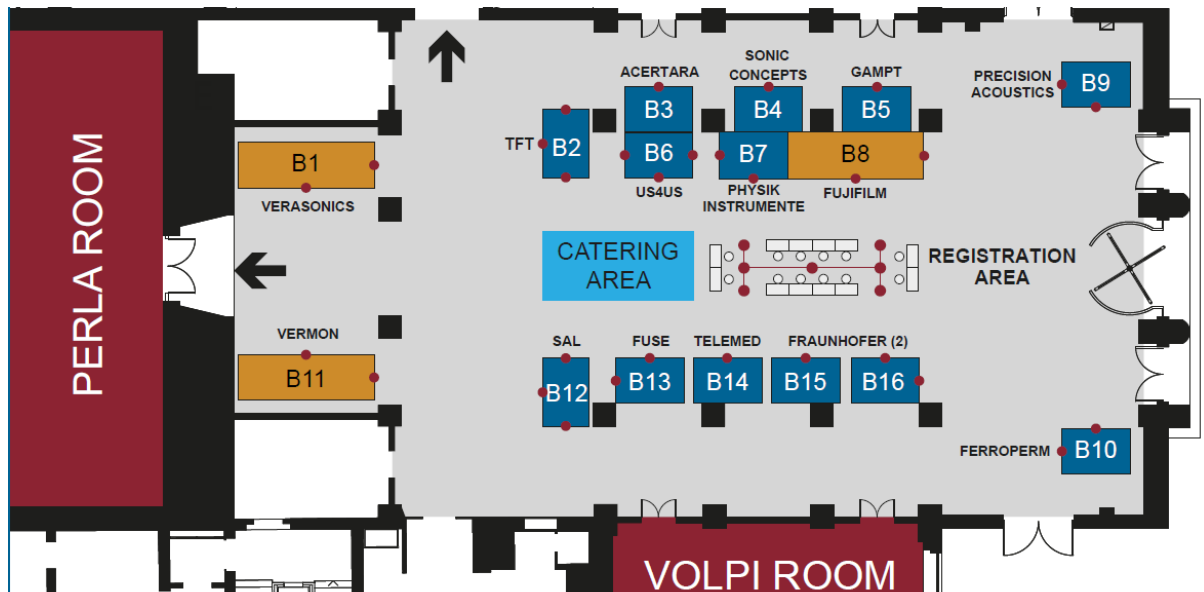 PERLA ROOM
B1
VERASONICS
VERMON
B11
TFT
B2
ACERTARA
B3
B6
US4US
SONIC
CONCEPTS
B4
B7
PHYSIK
INSTRUMENTE
GAMPT
B5
B8
FUJIFILM
PRECISION
ACOUSTICS
B9
CATERING
AREA
REGISTRATION
AREA
SAL
B12
FUSE
B13
TELEMED
B14
FRAUNHOFER (2)
B15
B16
FERROPERM
B10
VOLPI ROOM